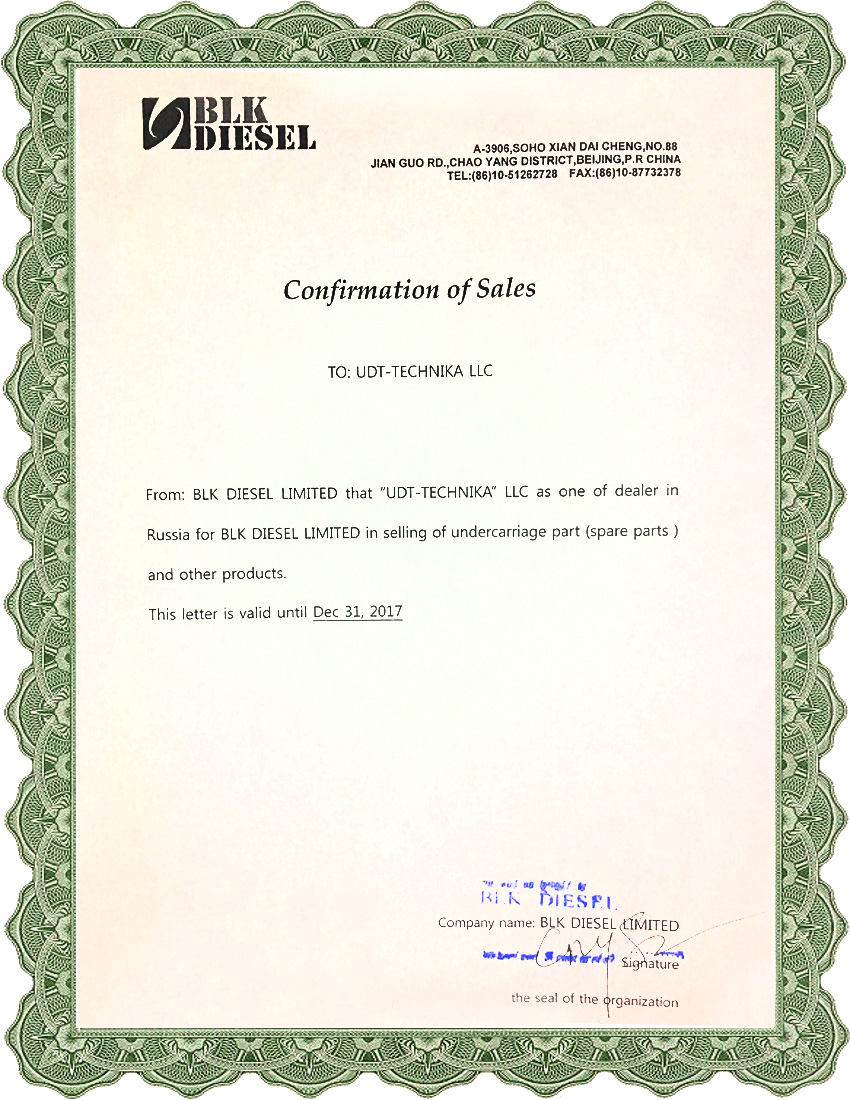 BLK
DIESEL
A-3906,SOHO XIAN DAI CHENG,NO.88
JIAN GUO RD.,CHAO YANG DISTRICT,BEIJING,P.R CHINA
TEL:(86)10-51262728 FAX:(86)10-87732378
Confirmation of Sales
TO: UDT-TECHNIKA LLC
From: BLK DIESEL LIMITED that "UDT-TECHNIKA" LLC as one of dealer in
Russia for BLK DIESEL LIMITED in selling of undercarriage part (spare parts )
and other products.
This letter is valid until Dec 31, 2017
BLK DIESEL
Company name: BLK DIESEL LIMITED
Signature
the seal of the organization